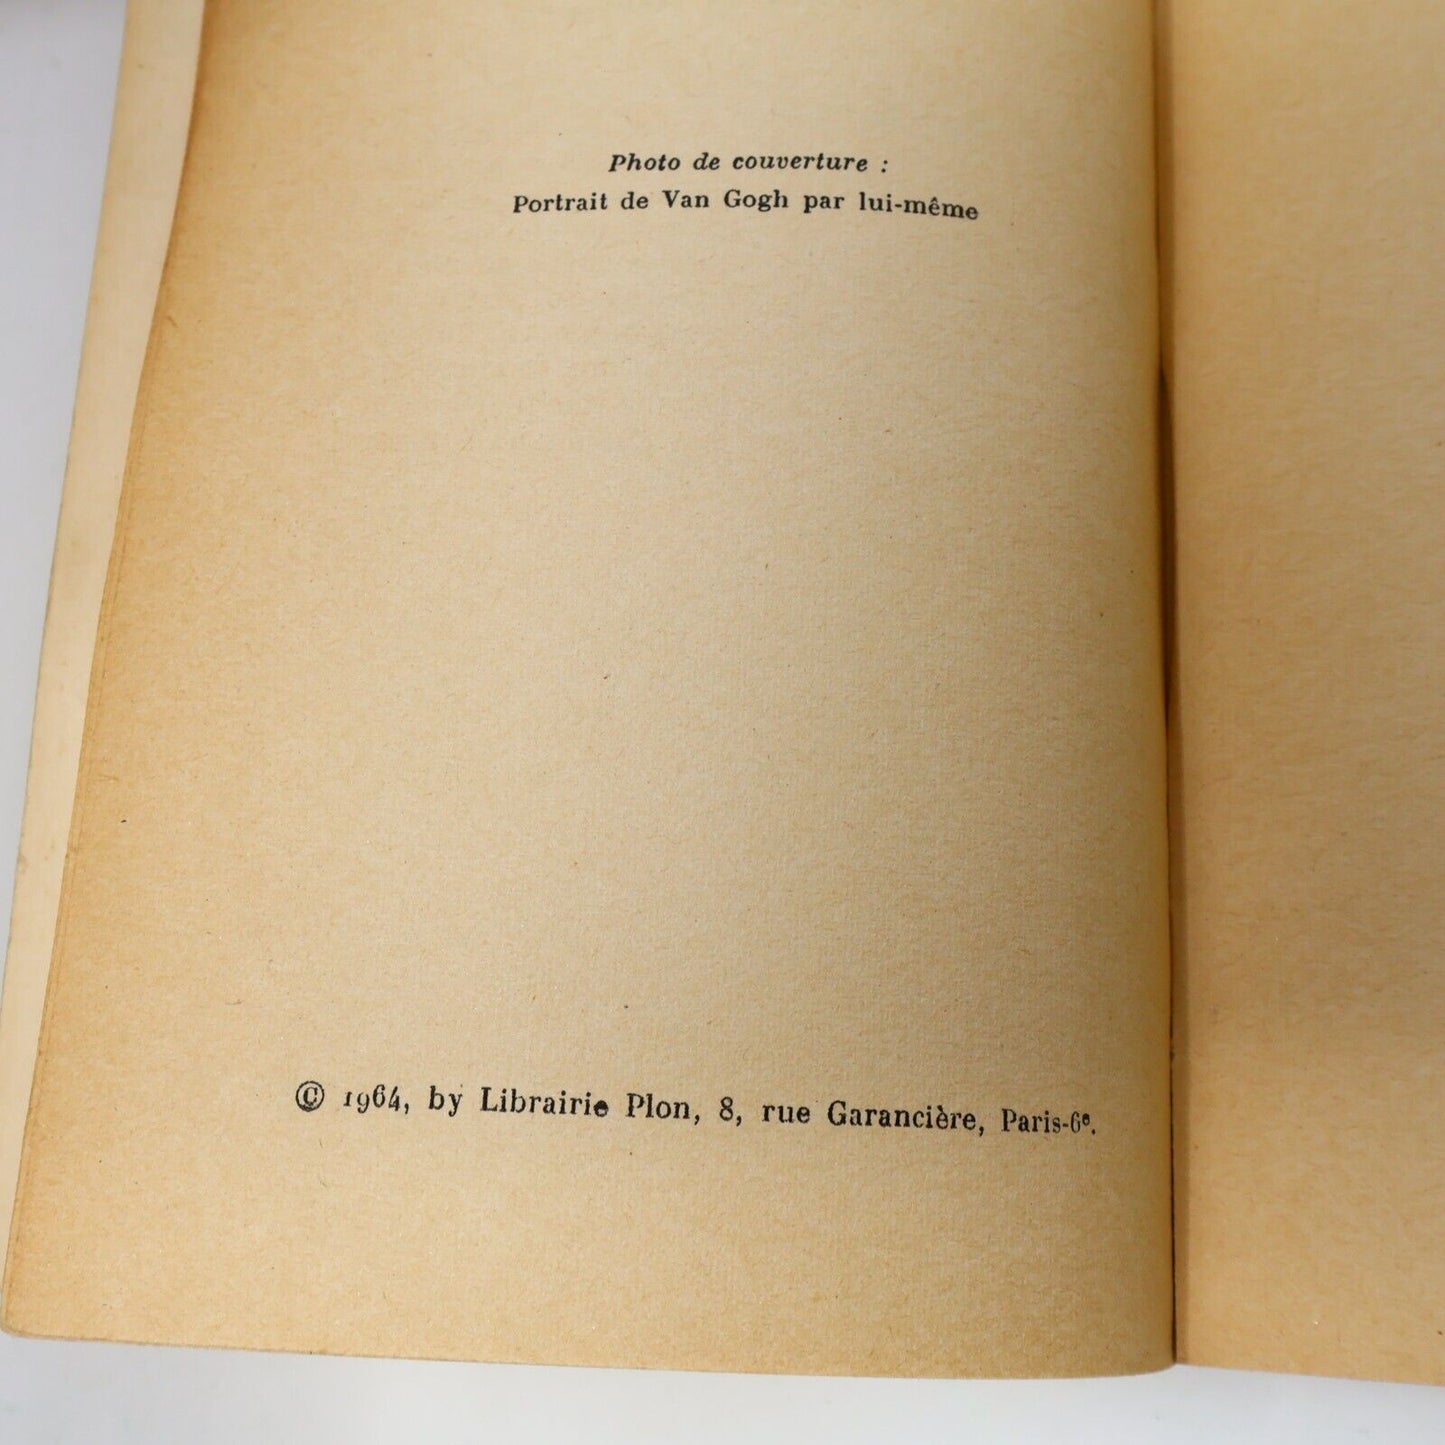 Photo de couverture :
Portrait de Van Gogh par lui-même
© 1964, by Librairie Plon, 8, rue Garancière, Paris-6ᵉ.